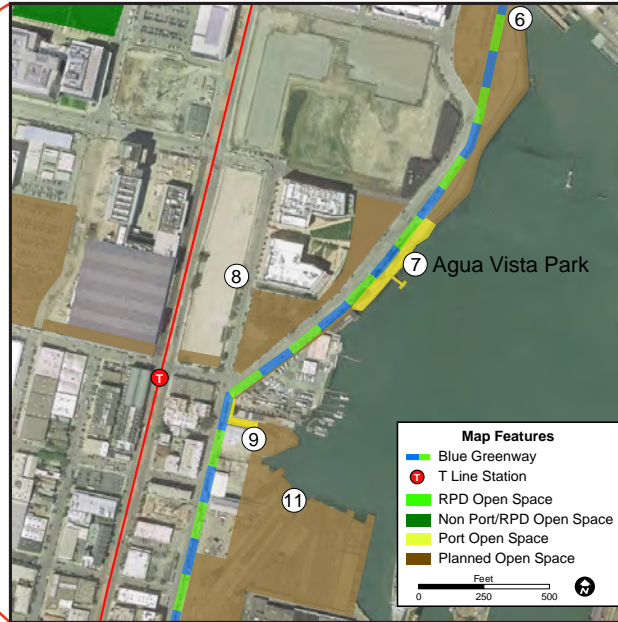 6
7 Agua Vista Park
8
T
9
11
Map Features
Blue Greenway
T T Line Station
RPD Open Space
Non Port/RPD Open Space
Port Open Space
Planned Open Space
Feet
0 250 500
N